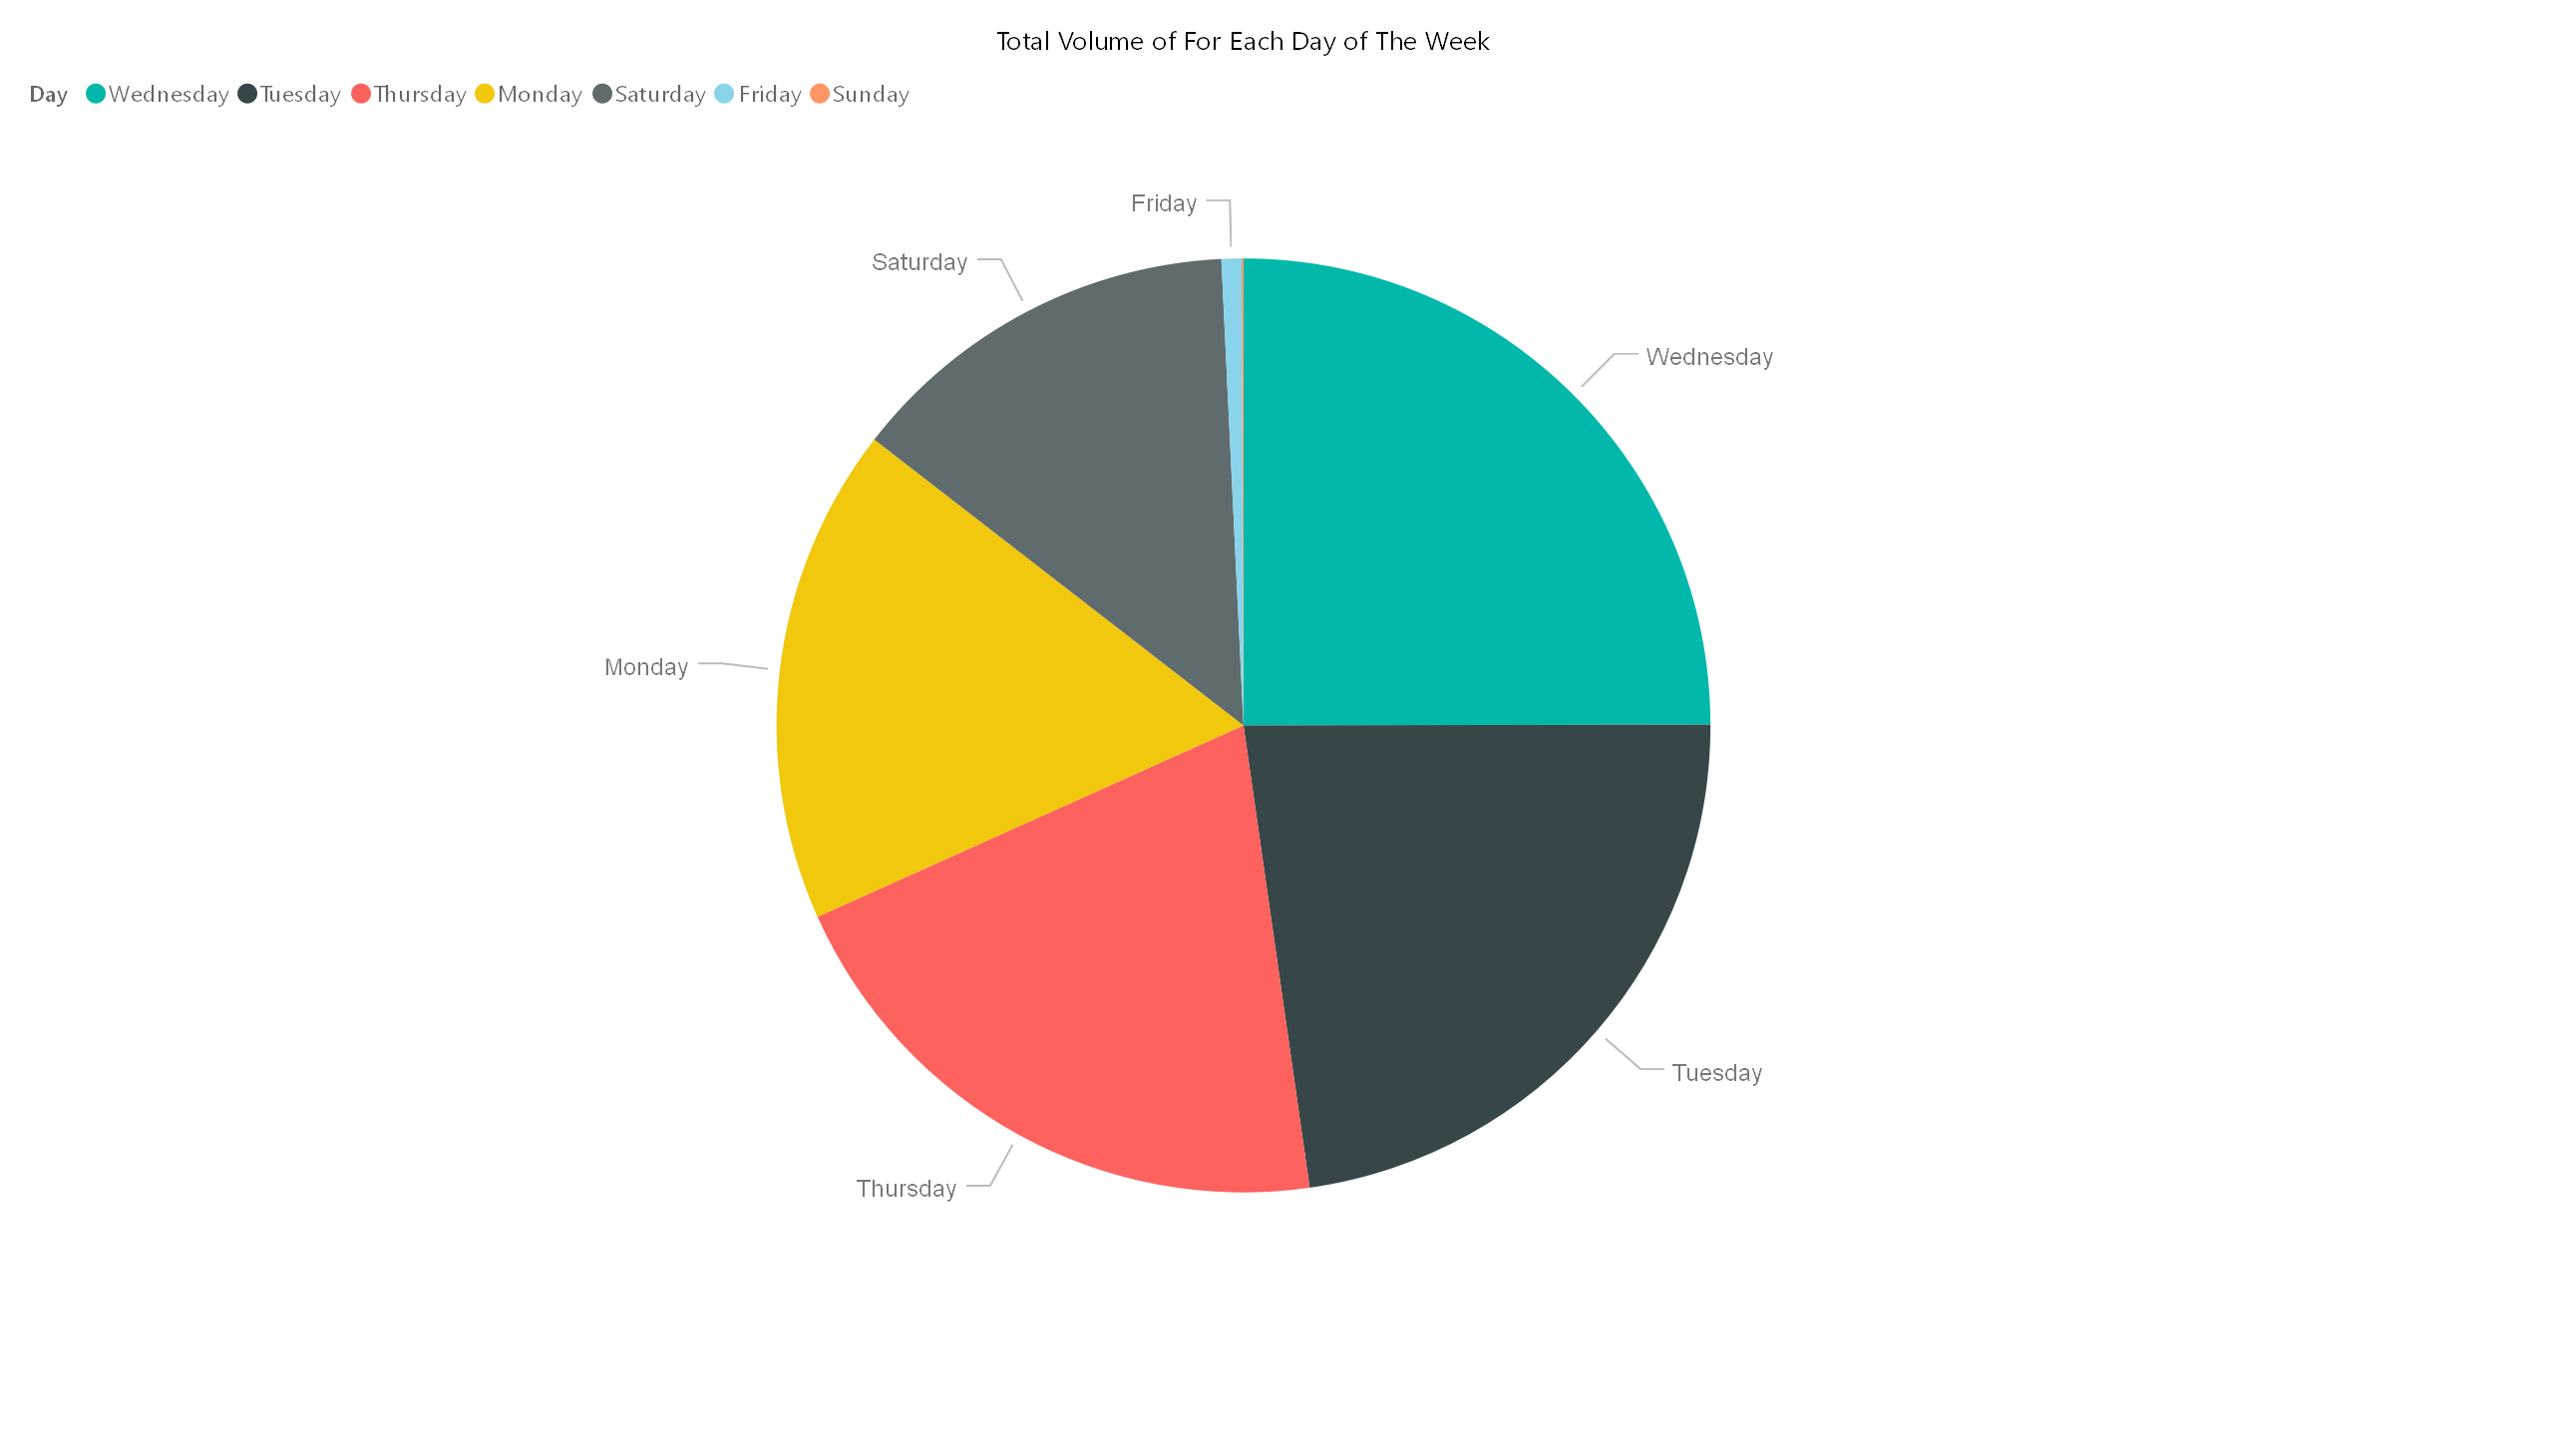 Total Volume of For Each Day of The Week
Day Wednesday Tuesday Thursday Monday Saturday Friday Sunday
Friday
Saturday
Wednesday
Monday
Tuesday
Thursday